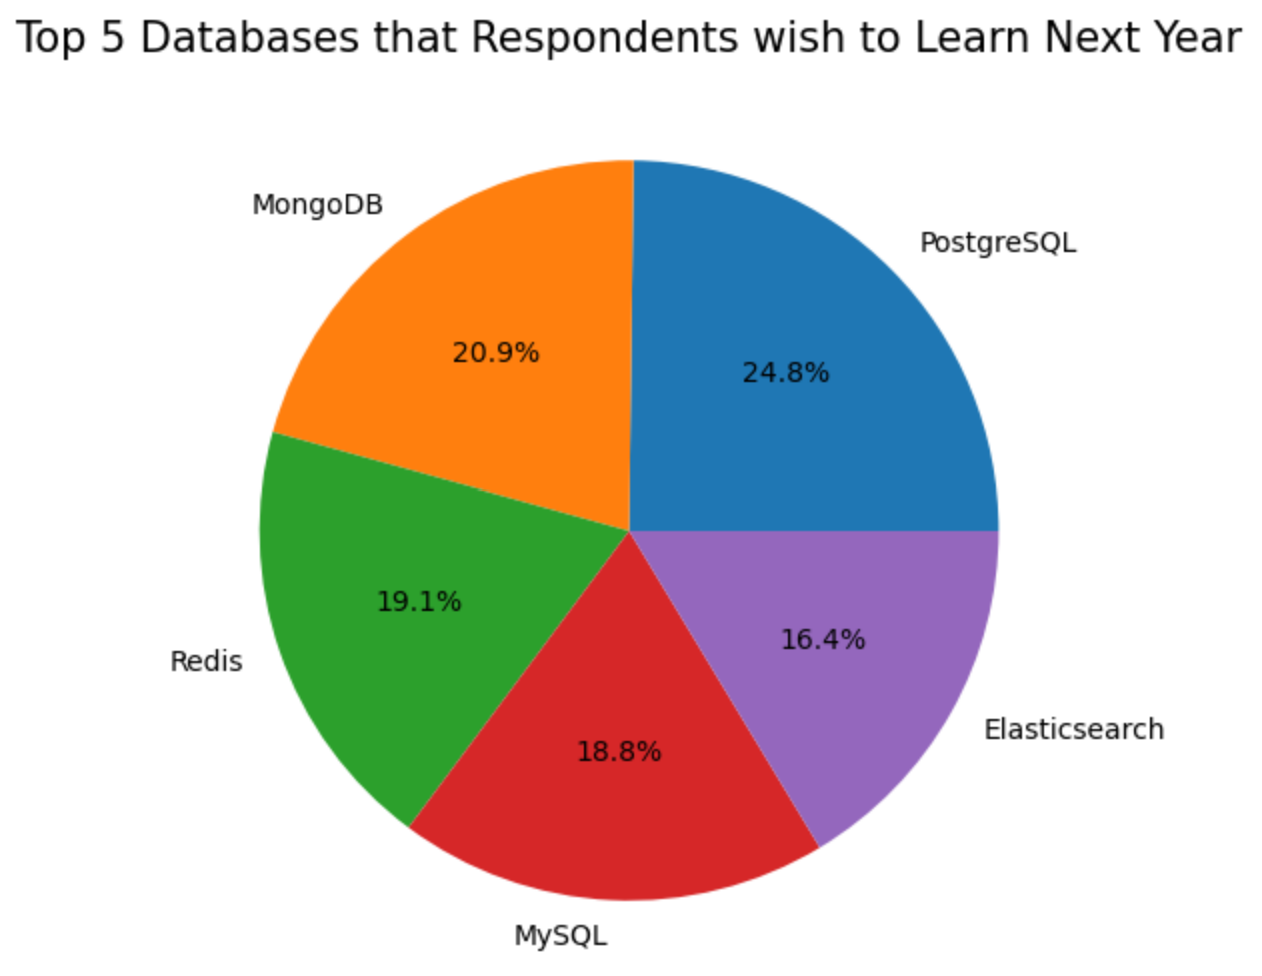 Top 5 Databases that Respondents wish to Learn Next Year
MongoDB
PostgreSQL
20.9%
24.8%
19.1%
16.4%
Redis
Elasticsearch
18.8%
MySQL